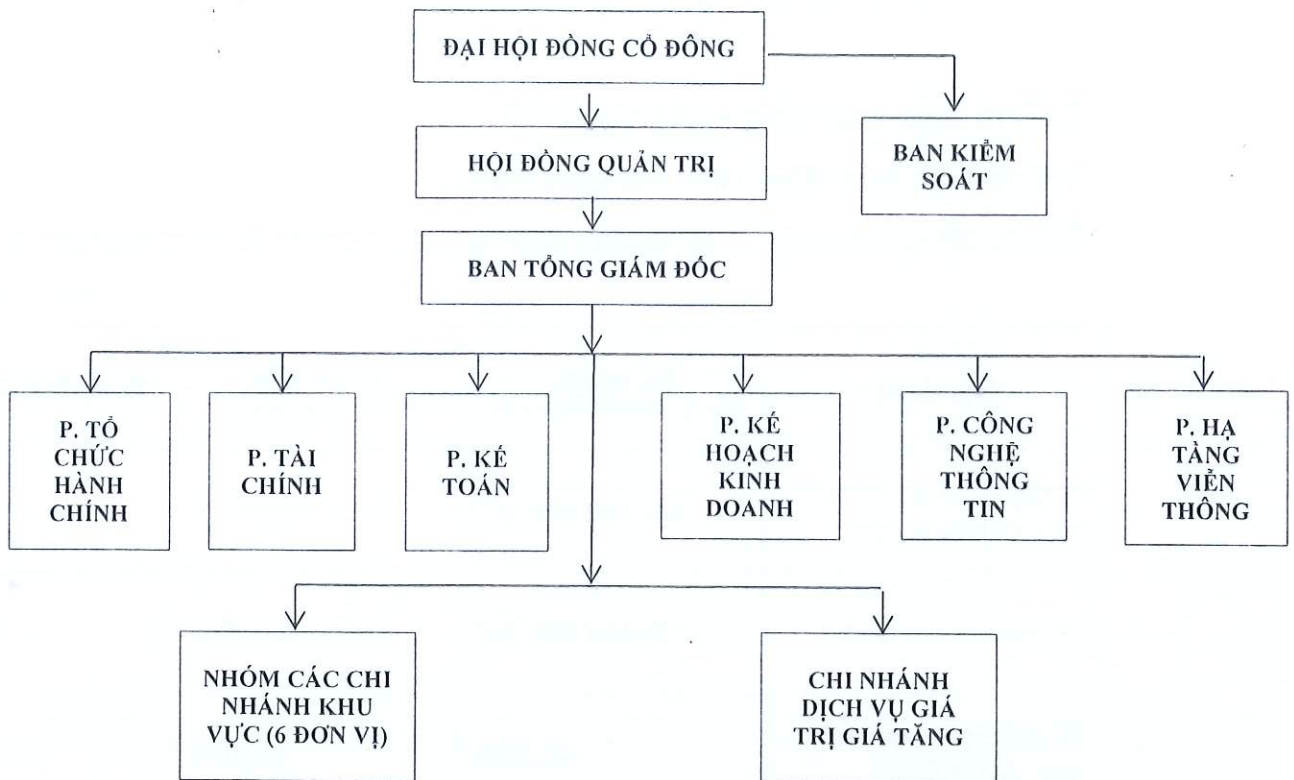 ĐẠI HỘI ĐỒNG CỔ ĐÔNG
BAN KIỂM
SOÁT
HỘI ĐỒNG QUẢN TRỊ
BAN TỔNG GIÁM ĐỐC
P. TỔ
CHỨC
HÀNH
CHÍNH
P. TÀI
CHÍNH
P. KẾ
TOÁN
P. KẾ
HOẠCH
KINH
DOANH
P. CÔNG
NGHỆ
THÔNG
TIN
P. HẠ
TẦNG
VIỄN
THÔNG
NHÓM CÁC CHI
NHÁNH KHU
VỰC (6 ĐƠN VỊ)
CHI NHÁNH
DỊCH VỤ GIÁ
TRỊ GIÁ TĂNG